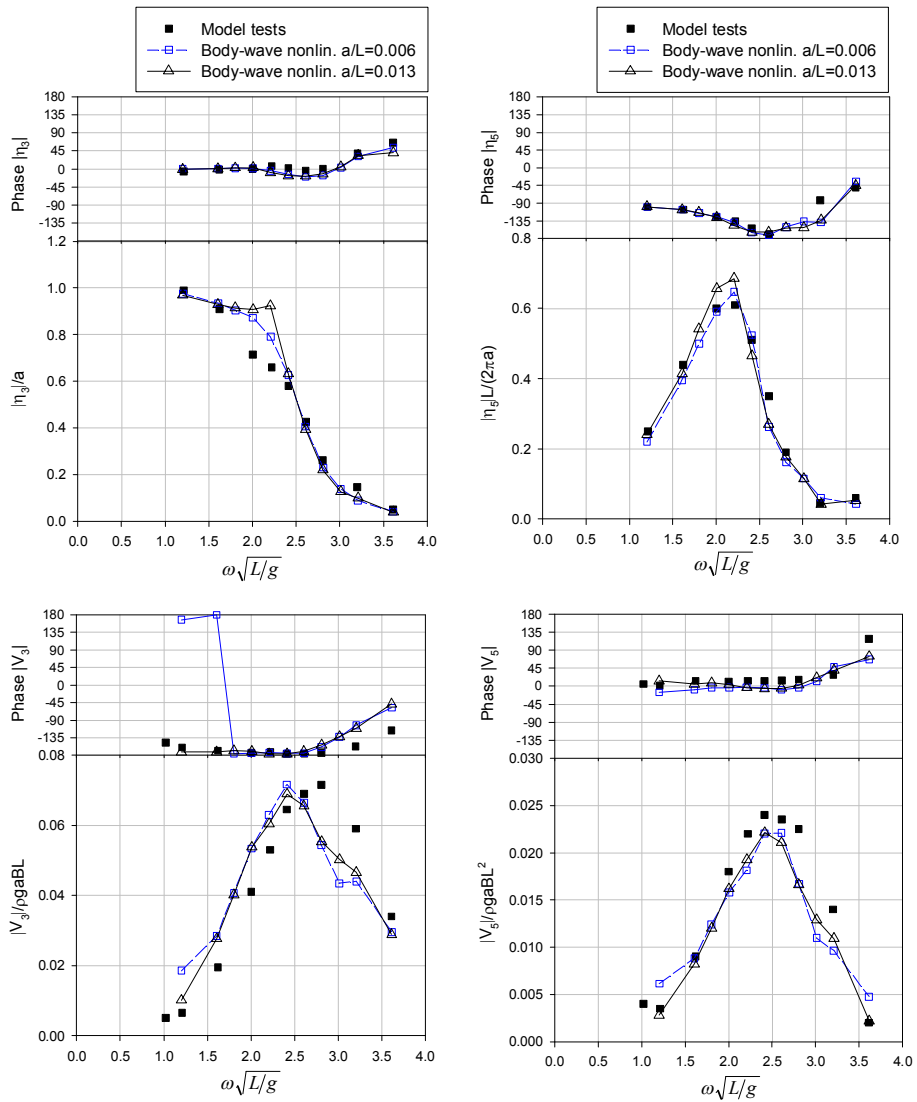 Model tests
Body-wave nonlin. a/L=0.006
Body-wave nonlin. a/L=0.013
Phase |η₃|
180
135
90
45
0
-45
-90
-135
|η₃|/a
1.2
1.0
0.8
0.6
0.4
0.2
0.0
0.0 0.5 1.0 1.5 2.0 2.5 3.0 3.5 4.0
ω√L/g
Model tests
Body-wave nonlin. a/L=0.006
Body-wave nonlin. a/L=0.013
Phase |η₅|
180
135
90
45
0
-45
-90
-135
|η₅|L/(2πa)
0.8
0.6
0.4
0.2
0.0
0.0 0.5 1.0 1.5 2.0 2.5 3.0 3.5 4.0
ω√L/g
Phase |V₃|
180
135
90
45
0
-45
-90
-135
|V₃|/ρgaBL
0.08
0.06
0.04
0.02
0.00
0.0 0.5 1.0 1.5 2.0 2.5 3.0 3.5 4.0
ω√L/g
Phase |V₅|
180
135
90
45
0
-45
-90
-135
|V₅|/ρgaBL²
0.030
0.025
0.020
0.015
0.010
0.005
0.000
0.0 0.5 1.0 1.5 2.0 2.5 3.0 3.5 4.0
ω√L/g